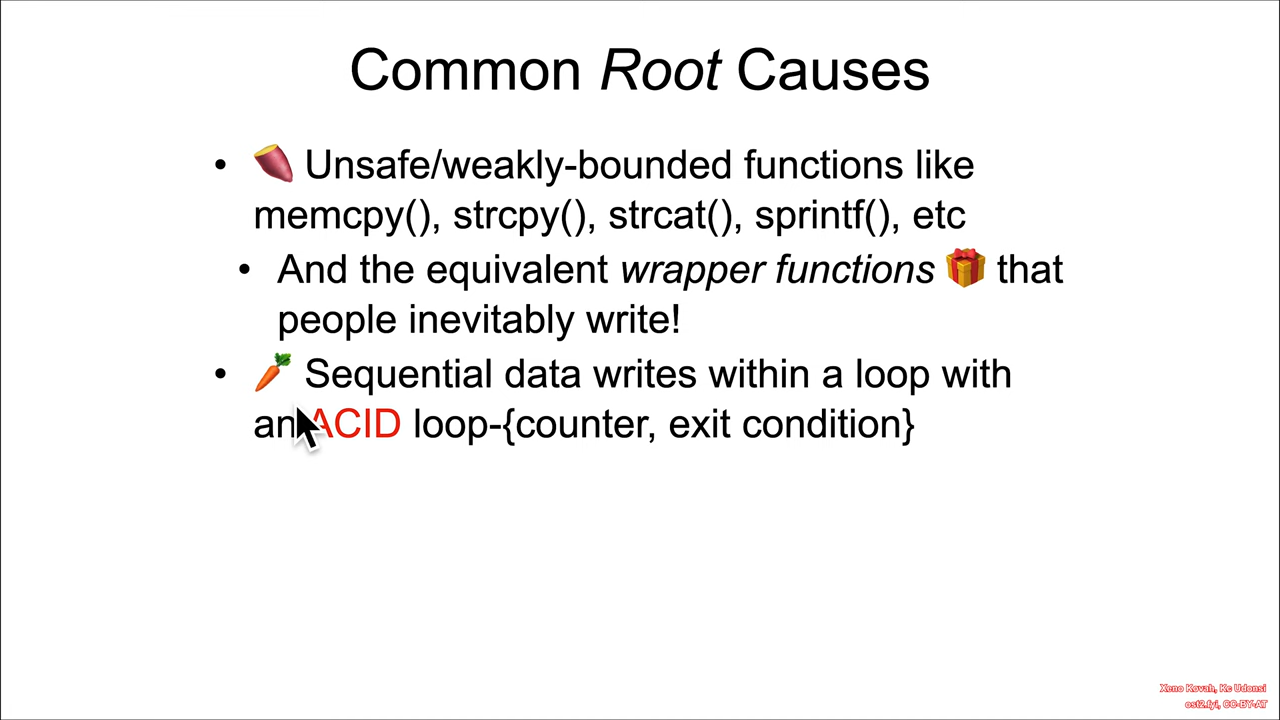 Common Root Causes
• 🍠 Unsafe/weakly-bounded functions like
memcpy(), strcpy(), strcat(), sprintf(), etc
• And the equivalent wrapper functions 🎁 that
people inevitably write!
• 🥕 Sequential data writes within a loop with
an ACID loop-{counter, exit condition}
Xeno Kovah, Kc Udonsi
ost2.fyi, CC-BY-AT